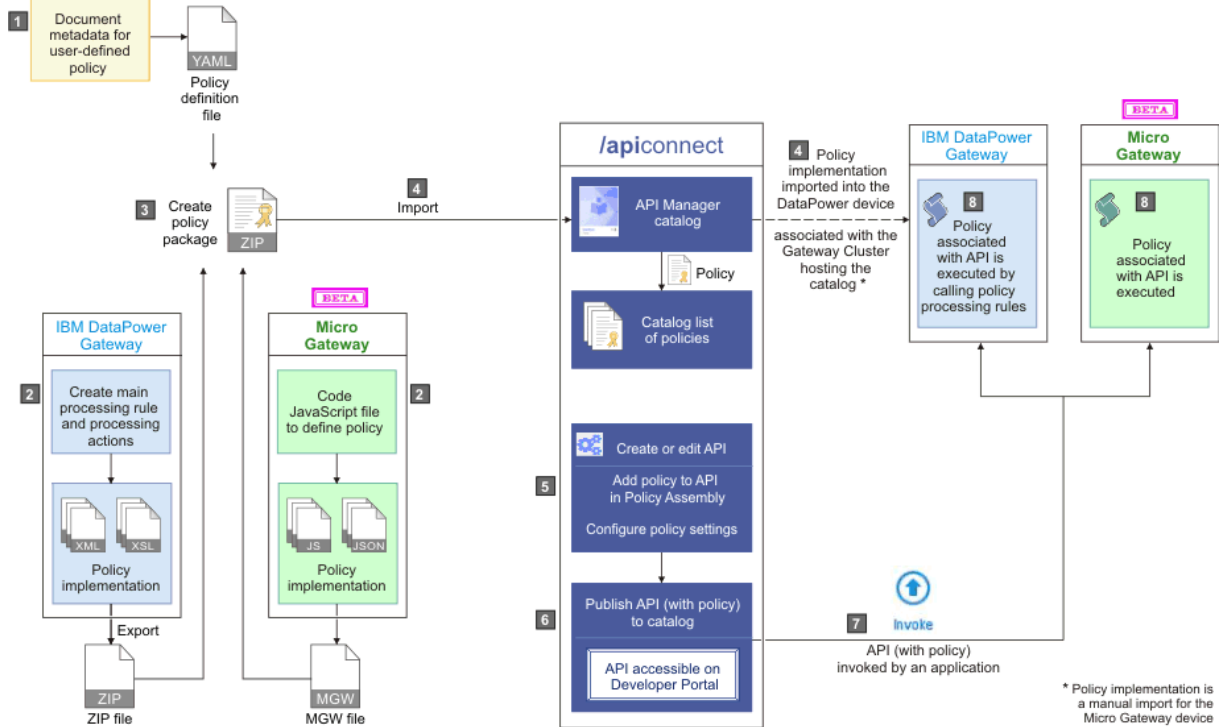 1
Document
metadata for
user-defined
policy
YAML
Policy
definition
file
3
Create
policy
package
ZIP
4
Import
BETA
IBM DataPower
Gateway
2
Create main
processing rule
and processing
actions
XML
XSL
Policy
implementation
Export
ZIP
ZIP file
Micro
Gateway
2
Code
JavaScript file
to define policy
JS
JSON
Policy
implementation
MGW
MGW file
/apiconnect
API Manager
catalog
Policy
Catalog list
of policies
5
Create or edit API
Add policy to API
in Policy Assembly
Configure policy settings
6
Publish API (with policy)
to catalog
API accessible on
Developer Portal
4
Policy
implementation
imported into the
DataPower device
associated with the
Gateway Cluster
hosting the
catalog *
IBM DataPower
Gateway
8
Policy
associated
with API is
executed by
calling policy
processing rules
BETA
Micro
Gateway
8
Policy
associated
with API is
executed
Invoke
7
API (with policy)
invoked by an application
* Policy implementation is
a manual import for the
Micro Gateway device